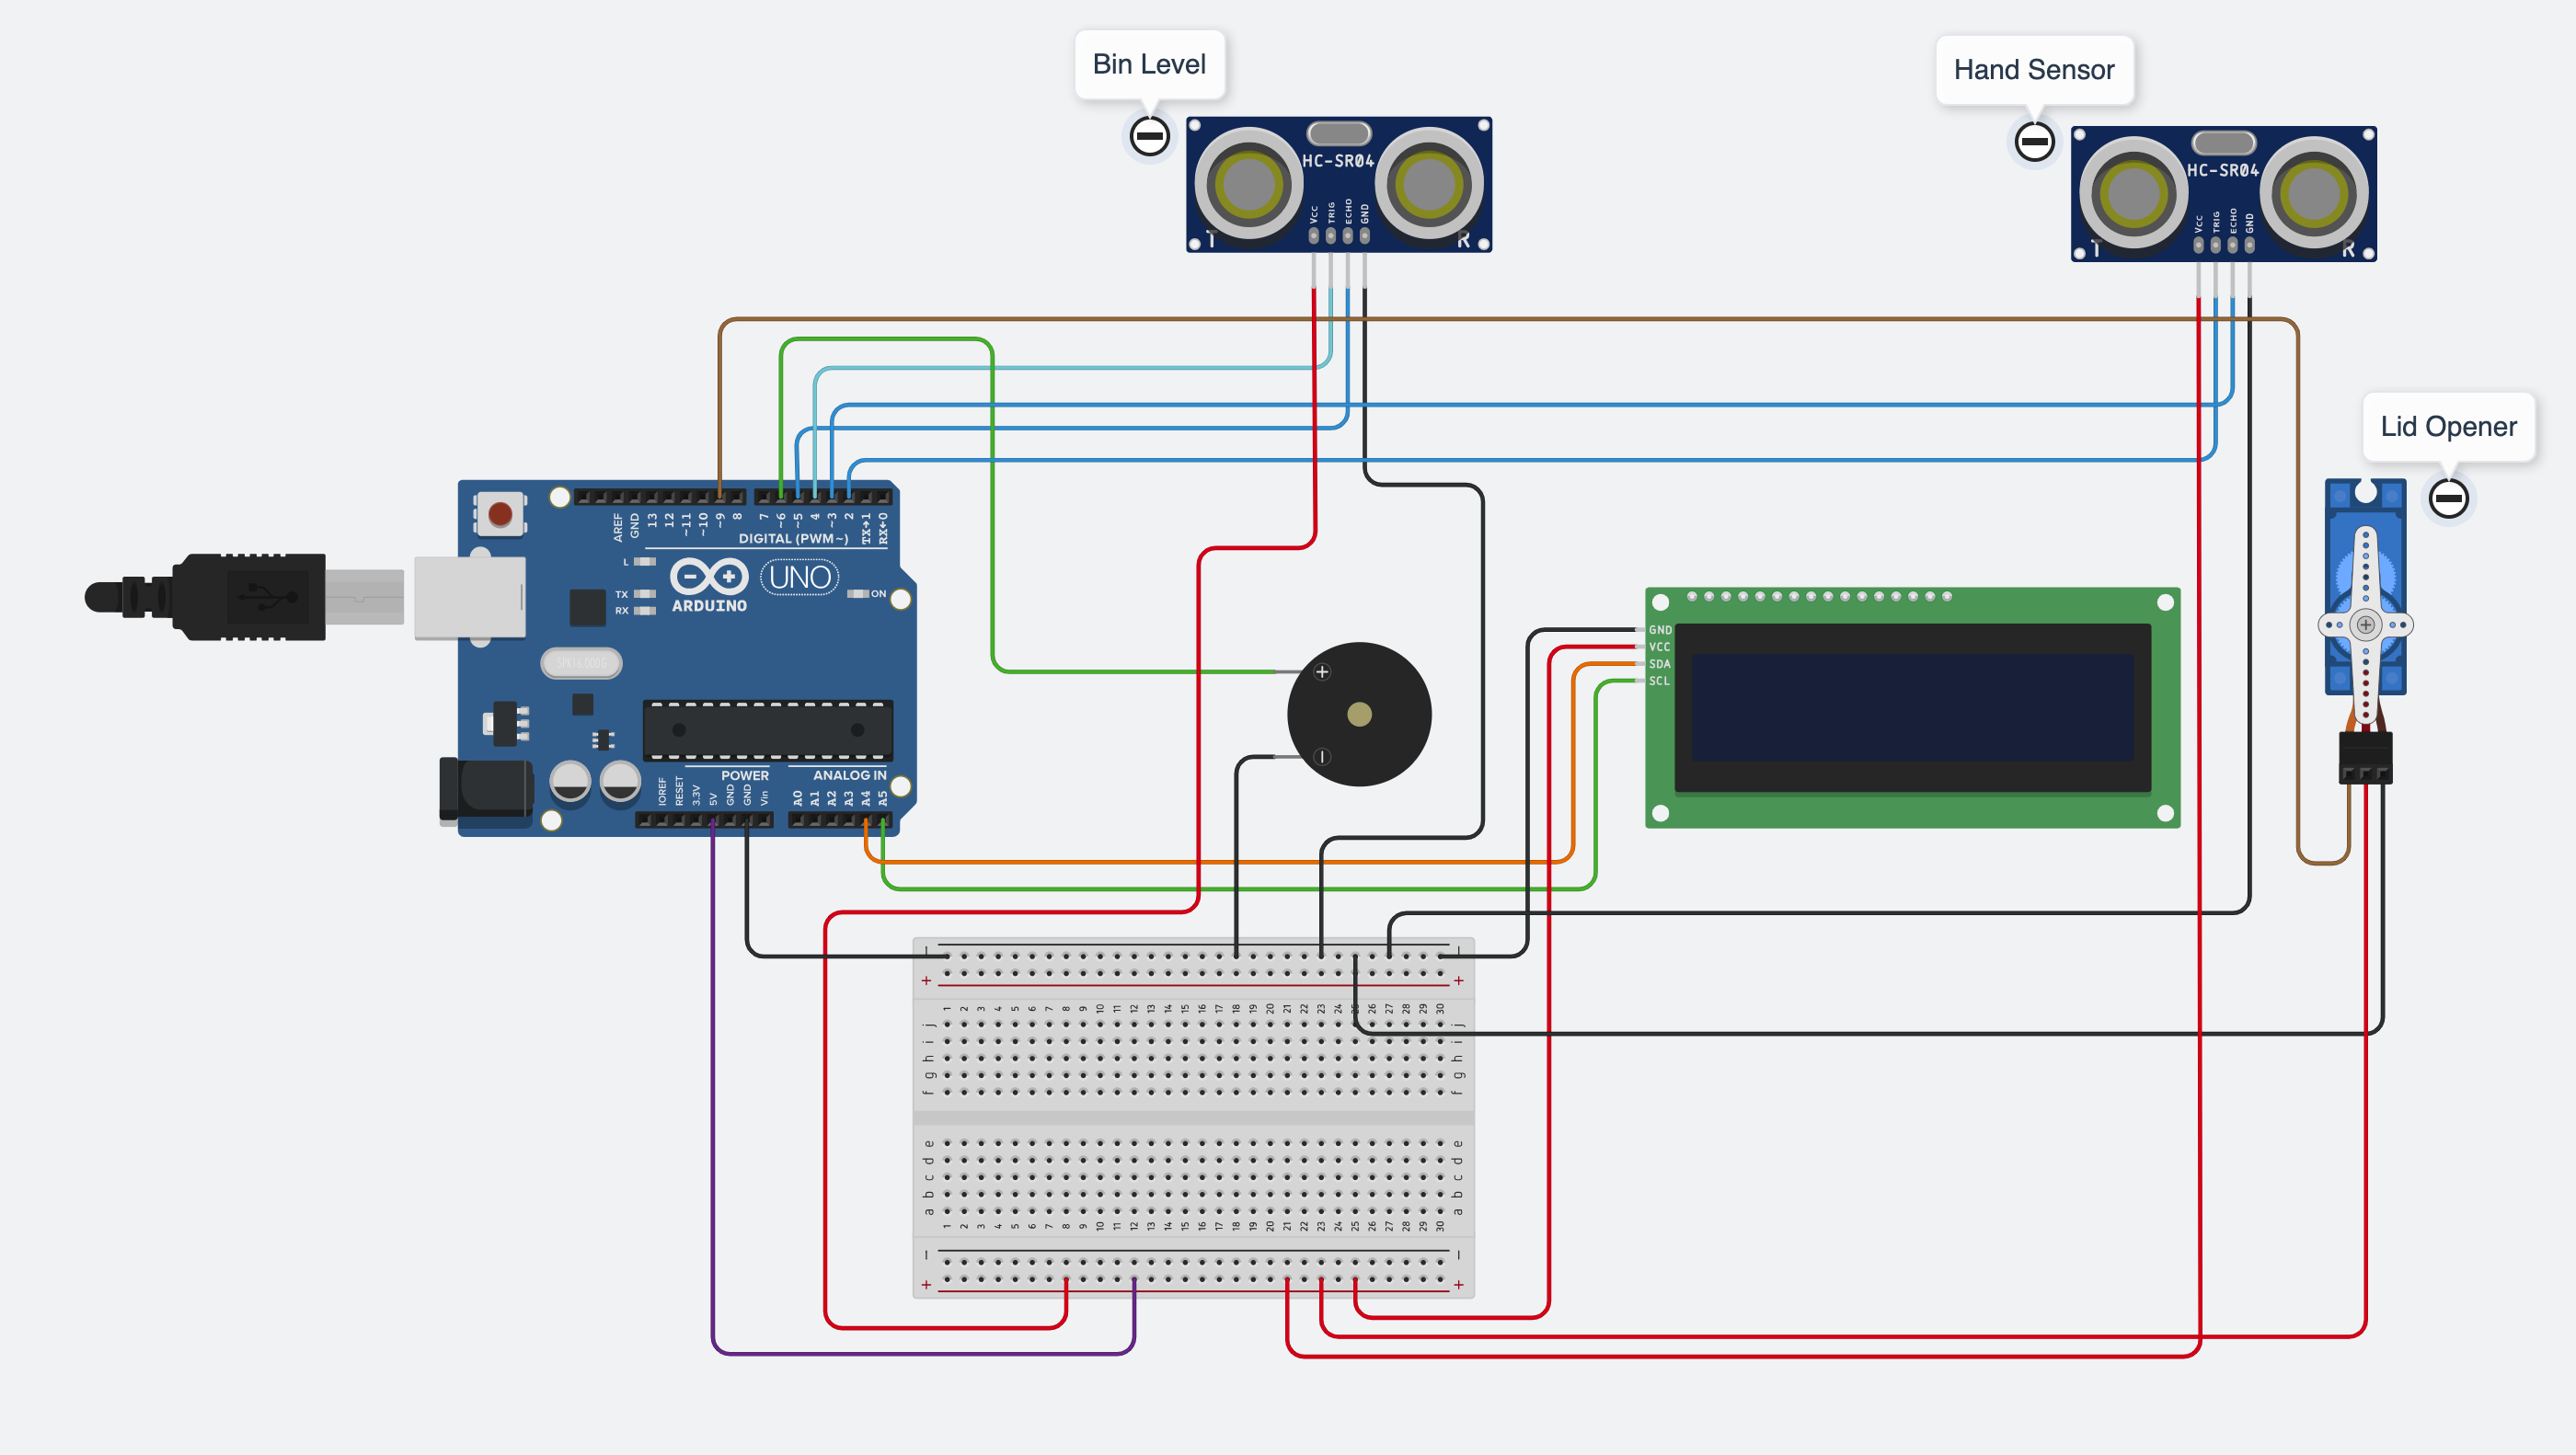 Bin Level
Hand Sensor
HC-SR04
Vcc TRIG ECHO GND
T R
HC-SR04
Vcc TRIG ECHO GND
T R
Lid Opener
AREF GND 13 12 ~11 ~10 ~9 8 7 ~6 ~5 4 ~3 2 TX→1 RX←0
DIGITAL (PWM~)
L
TX
RX
ARDUINO
UNO
ON
SPK16.000G
POWER
ANALOG IN
IOREF RESET 3.3V 5V GND GND Vin A0 A1 A2 A3 A4 A5
+
−
GND
VCC
SDA
SCL
− −
+ +
1 2 3 4 5 6 7 8 9 10 11 12 13 14 15 16 17 18 19 20 21 22 23 24 25 26 27 28 29 30
j j
i i
h h
g g
f f
e e
d d
c c
b b
a a
1 2 3 4 5 6 7 8 9 10 11 12 13 14 15 16 17 18 19 20 21 22 23 24 25 26 27 28 29 30
− −
+ +